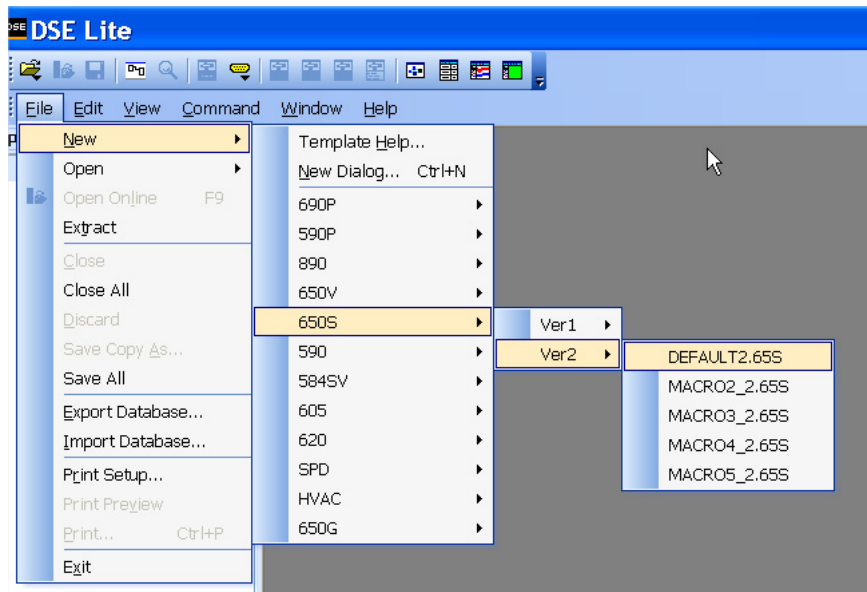 DSE
DSE Lite
File Edit View Command Window Help
New
Open
Open Online F9
Extract
Close
Close All
Discard
Save Copy As...
Save All
Export Database...
Import Database...
Print Setup...
Print Preview
Print... Ctrl+P
Exit
Template Help...
New Dialog... Ctrl+N
690P
590P
890
650V
650S
590
584SV
605
620
SPD
HVAC
650G
Ver1
Ver2
DEFAULT2.65S
MACRO2_2.65S
MACRO3_2.65S
MACRO4_2.65S
MACRO5_2.65S